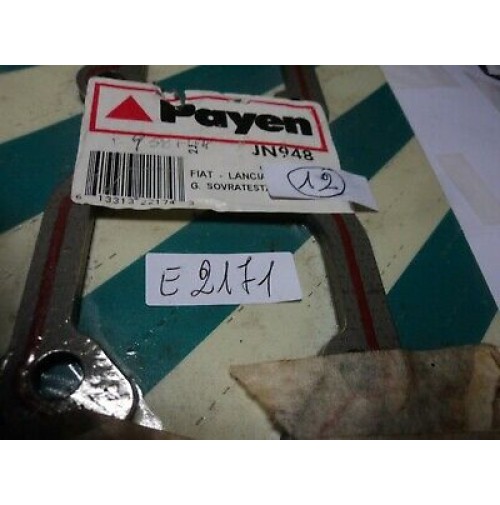 Payen
JN948
FIAT - LANCIA
G. SOVRATESTA
12
E 2171